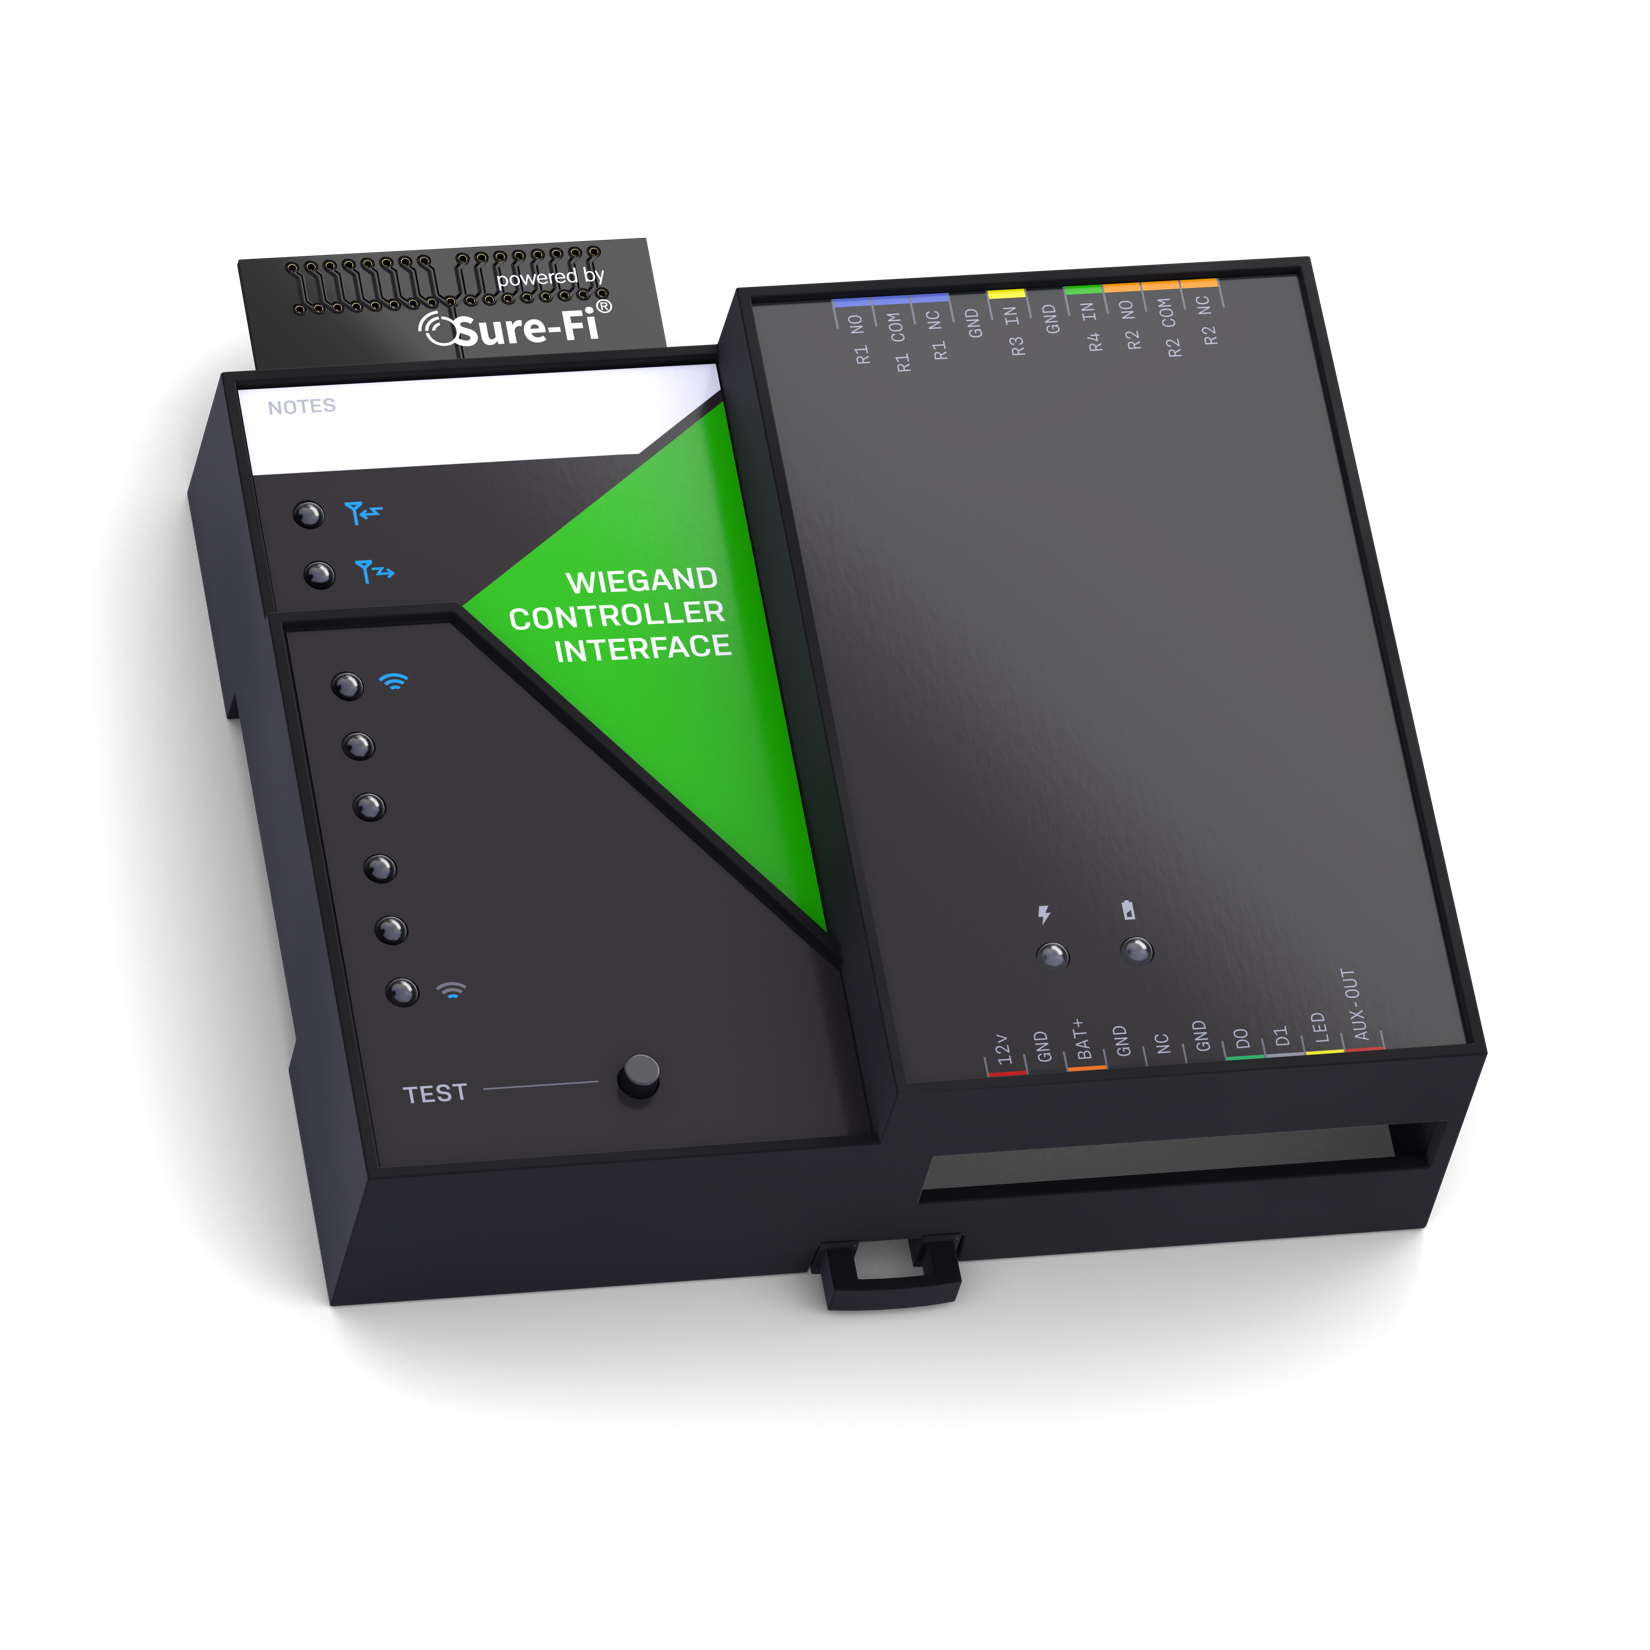 powered by
Sure-Fi®
NOTES
WIEGAND
CONTROLLER
INTERFACE
TEST
R1 NO
R1 COM
R1 NC
GND
R3 IN
GND
R4 IN
R2 NO
R2 COM
R2 NC
12v
GND
BAT+
GND
NC
GND
D0
D1
LED
AUX-OUT